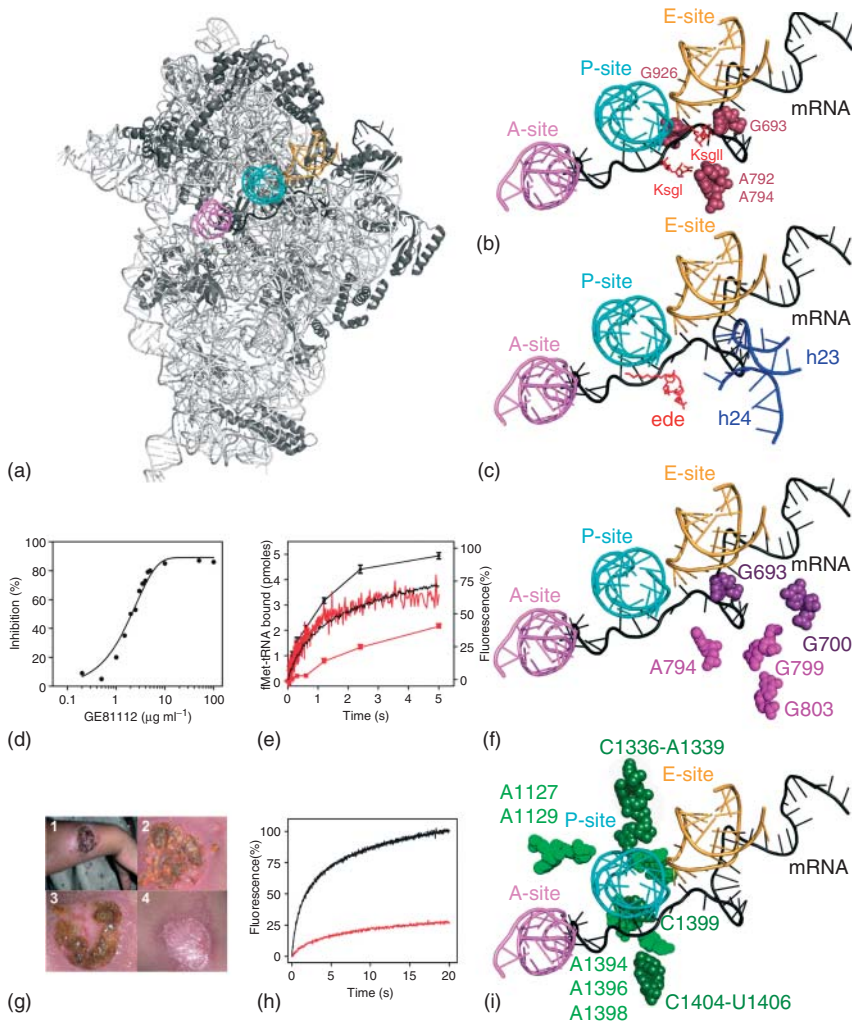 (a)
E-site
P-site
G926
A-site
G693
mRNA
KsgII
KsgI
A792
A794
(b)
E-site
P-site
A-site
mRNA
h23
ede
h24
(c)
100
80
60
40
20
0
0.1
1
10
100
Inhibition (%)
GE81112 (µg ml⁻¹)
(d)
5
4
3
2
1
0
100
75
50
25
0
0
1
2
3
4
5
fMet-tRNA bound (pmoles)
Fluorescence(%)
Time (s)
(e)
E-site
P-site
A-site
mRNA
G693
G700
A794
G799
G803
(f)
1
2
3
4
(g)
100
75
50
25
0
0
5
10
15
20
Fluorescence(%)
Time (s)
(h)
C1336-A1339
E-site
A1127
A1129
P-site
mRNA
A-site
C1399
A1394
A1396
A1398
C1404-U1406
(i)